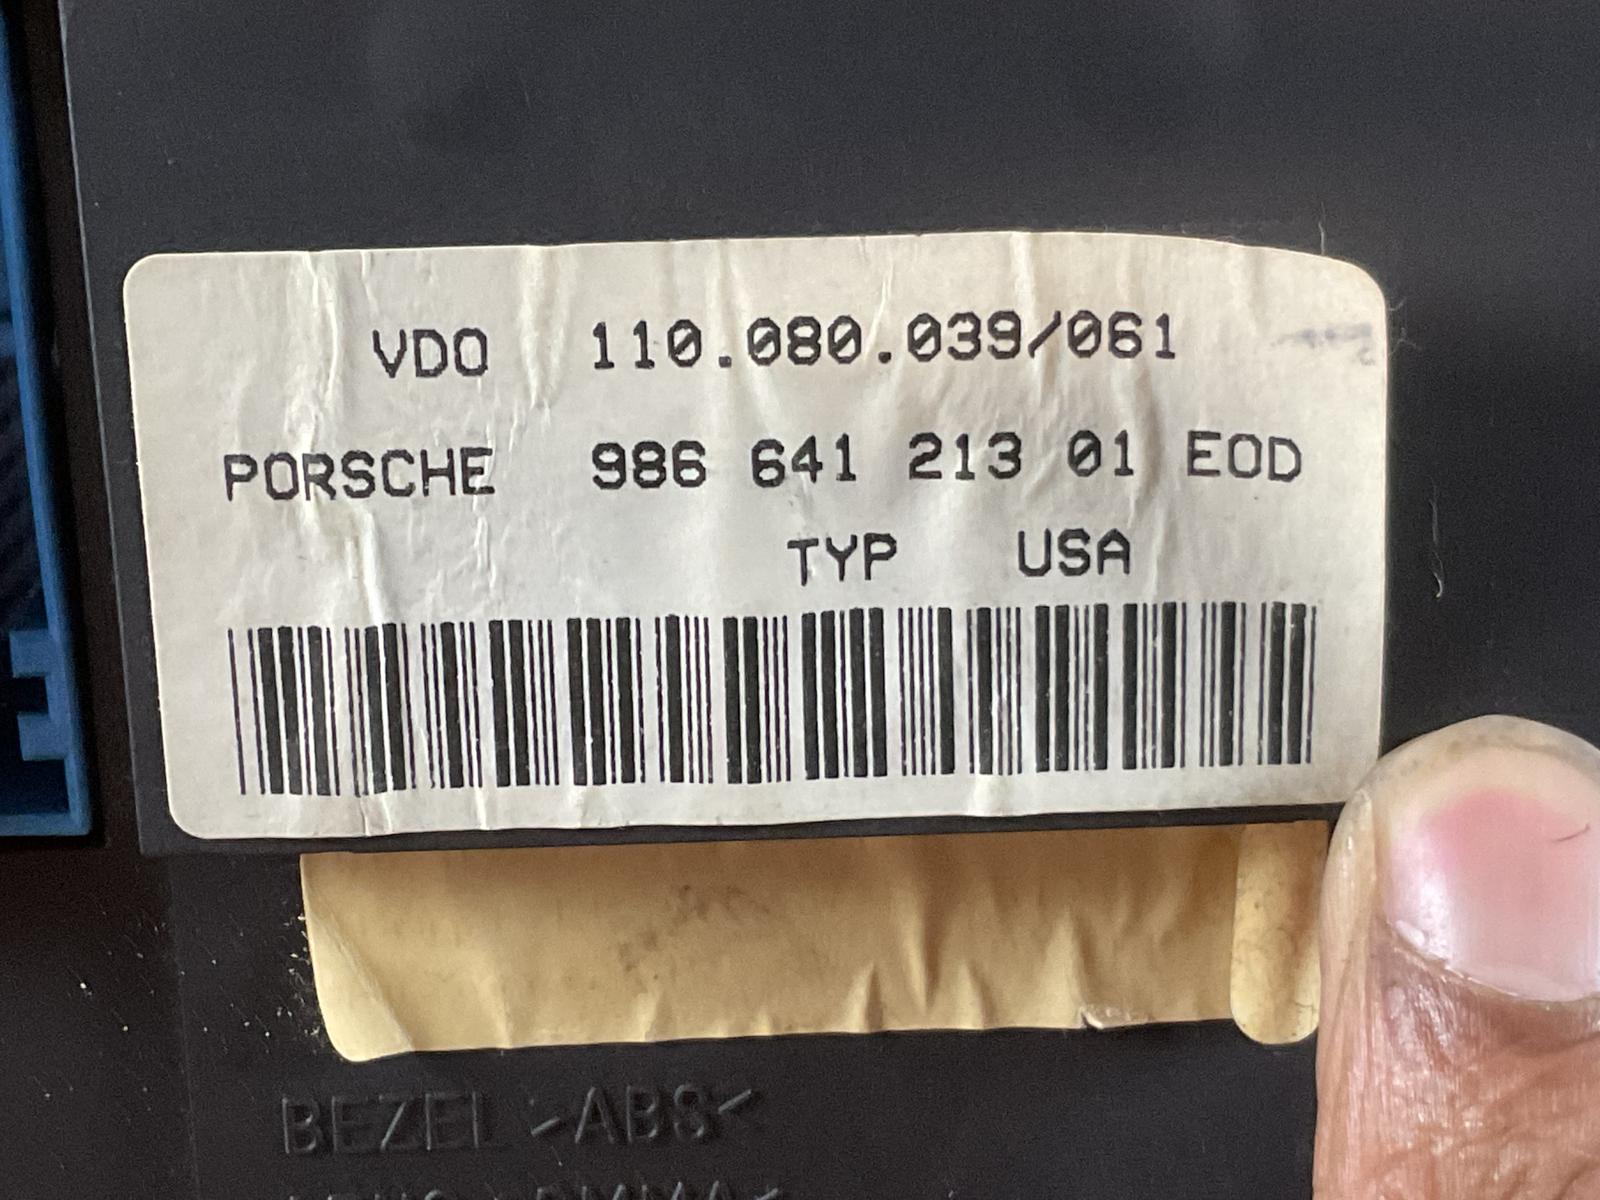 VDO 110.080.039/061
PORSCHE 986 641 213 01 EOD
TYP USA
BEZEL >ABS<